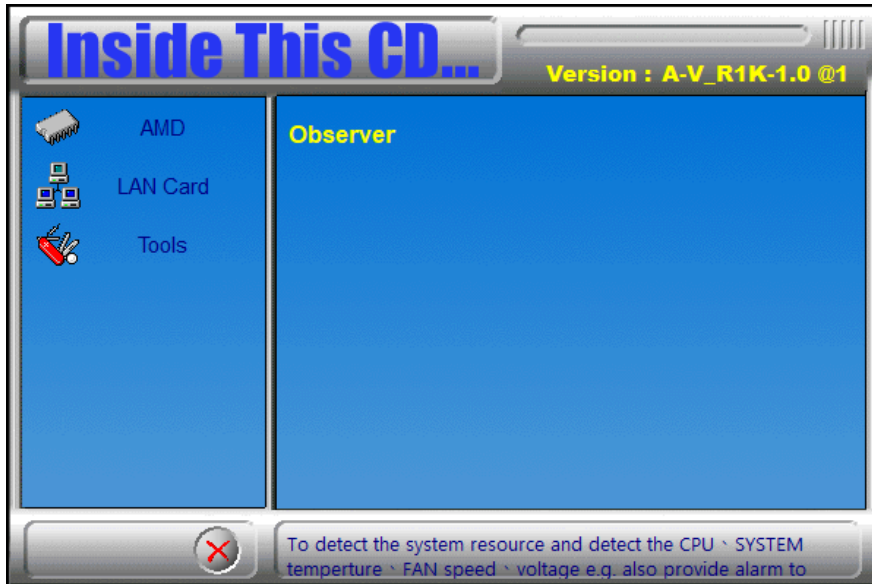 Inside This CD...
Version : A-V_R1K-1.0 @1
AMD
LAN Card
Tools
Observer
To detect the system resource and detect the CPU、SYSTEM
temperture、FAN speed、voltage e.g. also provide alarm to